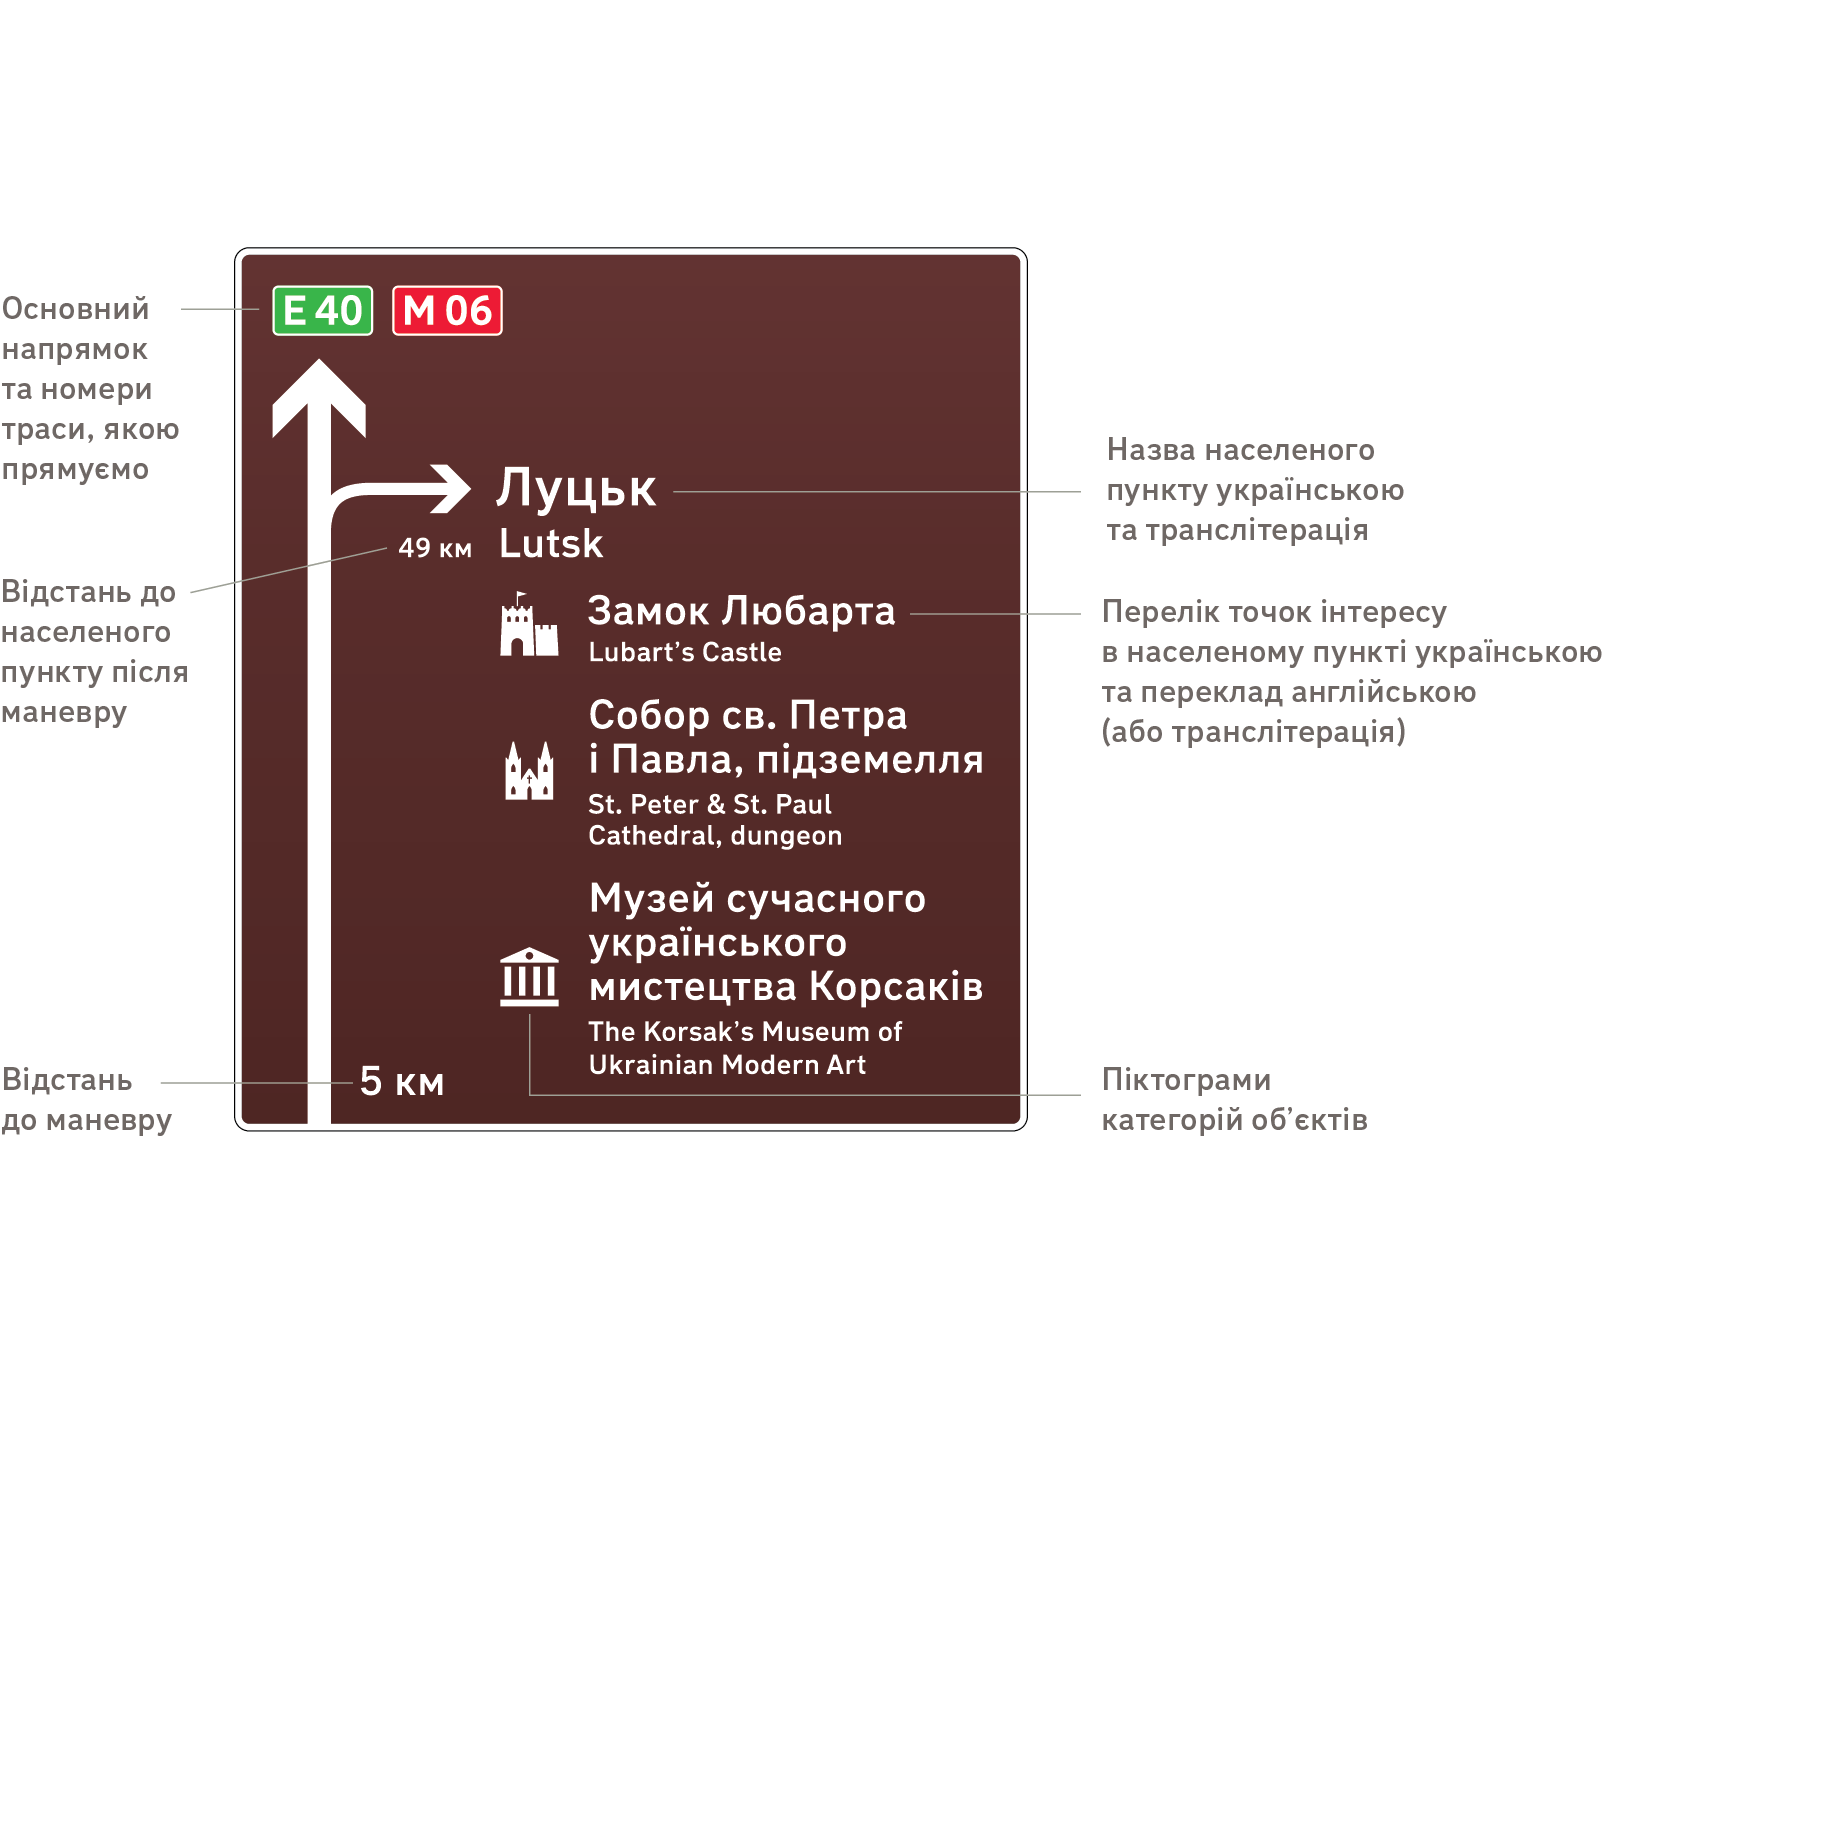 Основний
напрямок
та номери
траси, якою
прямуємо
Відстань до
населеного
пункту після
маневру
Відстань
до маневру
E 40
M 06
Луцьк
Lutsk
49 км
Замок Любарта
Lubart’s Castle
Собор св. Петра
і Павла, підземелля
St. Peter & St. Paul
Cathedral, dungeon
Музей сучасного
українського
мистецтва Корсаків
The Korsak’s Museum of
Ukrainian Modern Art
5 км
Назва населеного
пункту українською
та транслітерація
Перелік точок інтересу
в населеному пункті українською
та переклад англійською
(або транслітерація)
Піктограми
категорій об’єктів